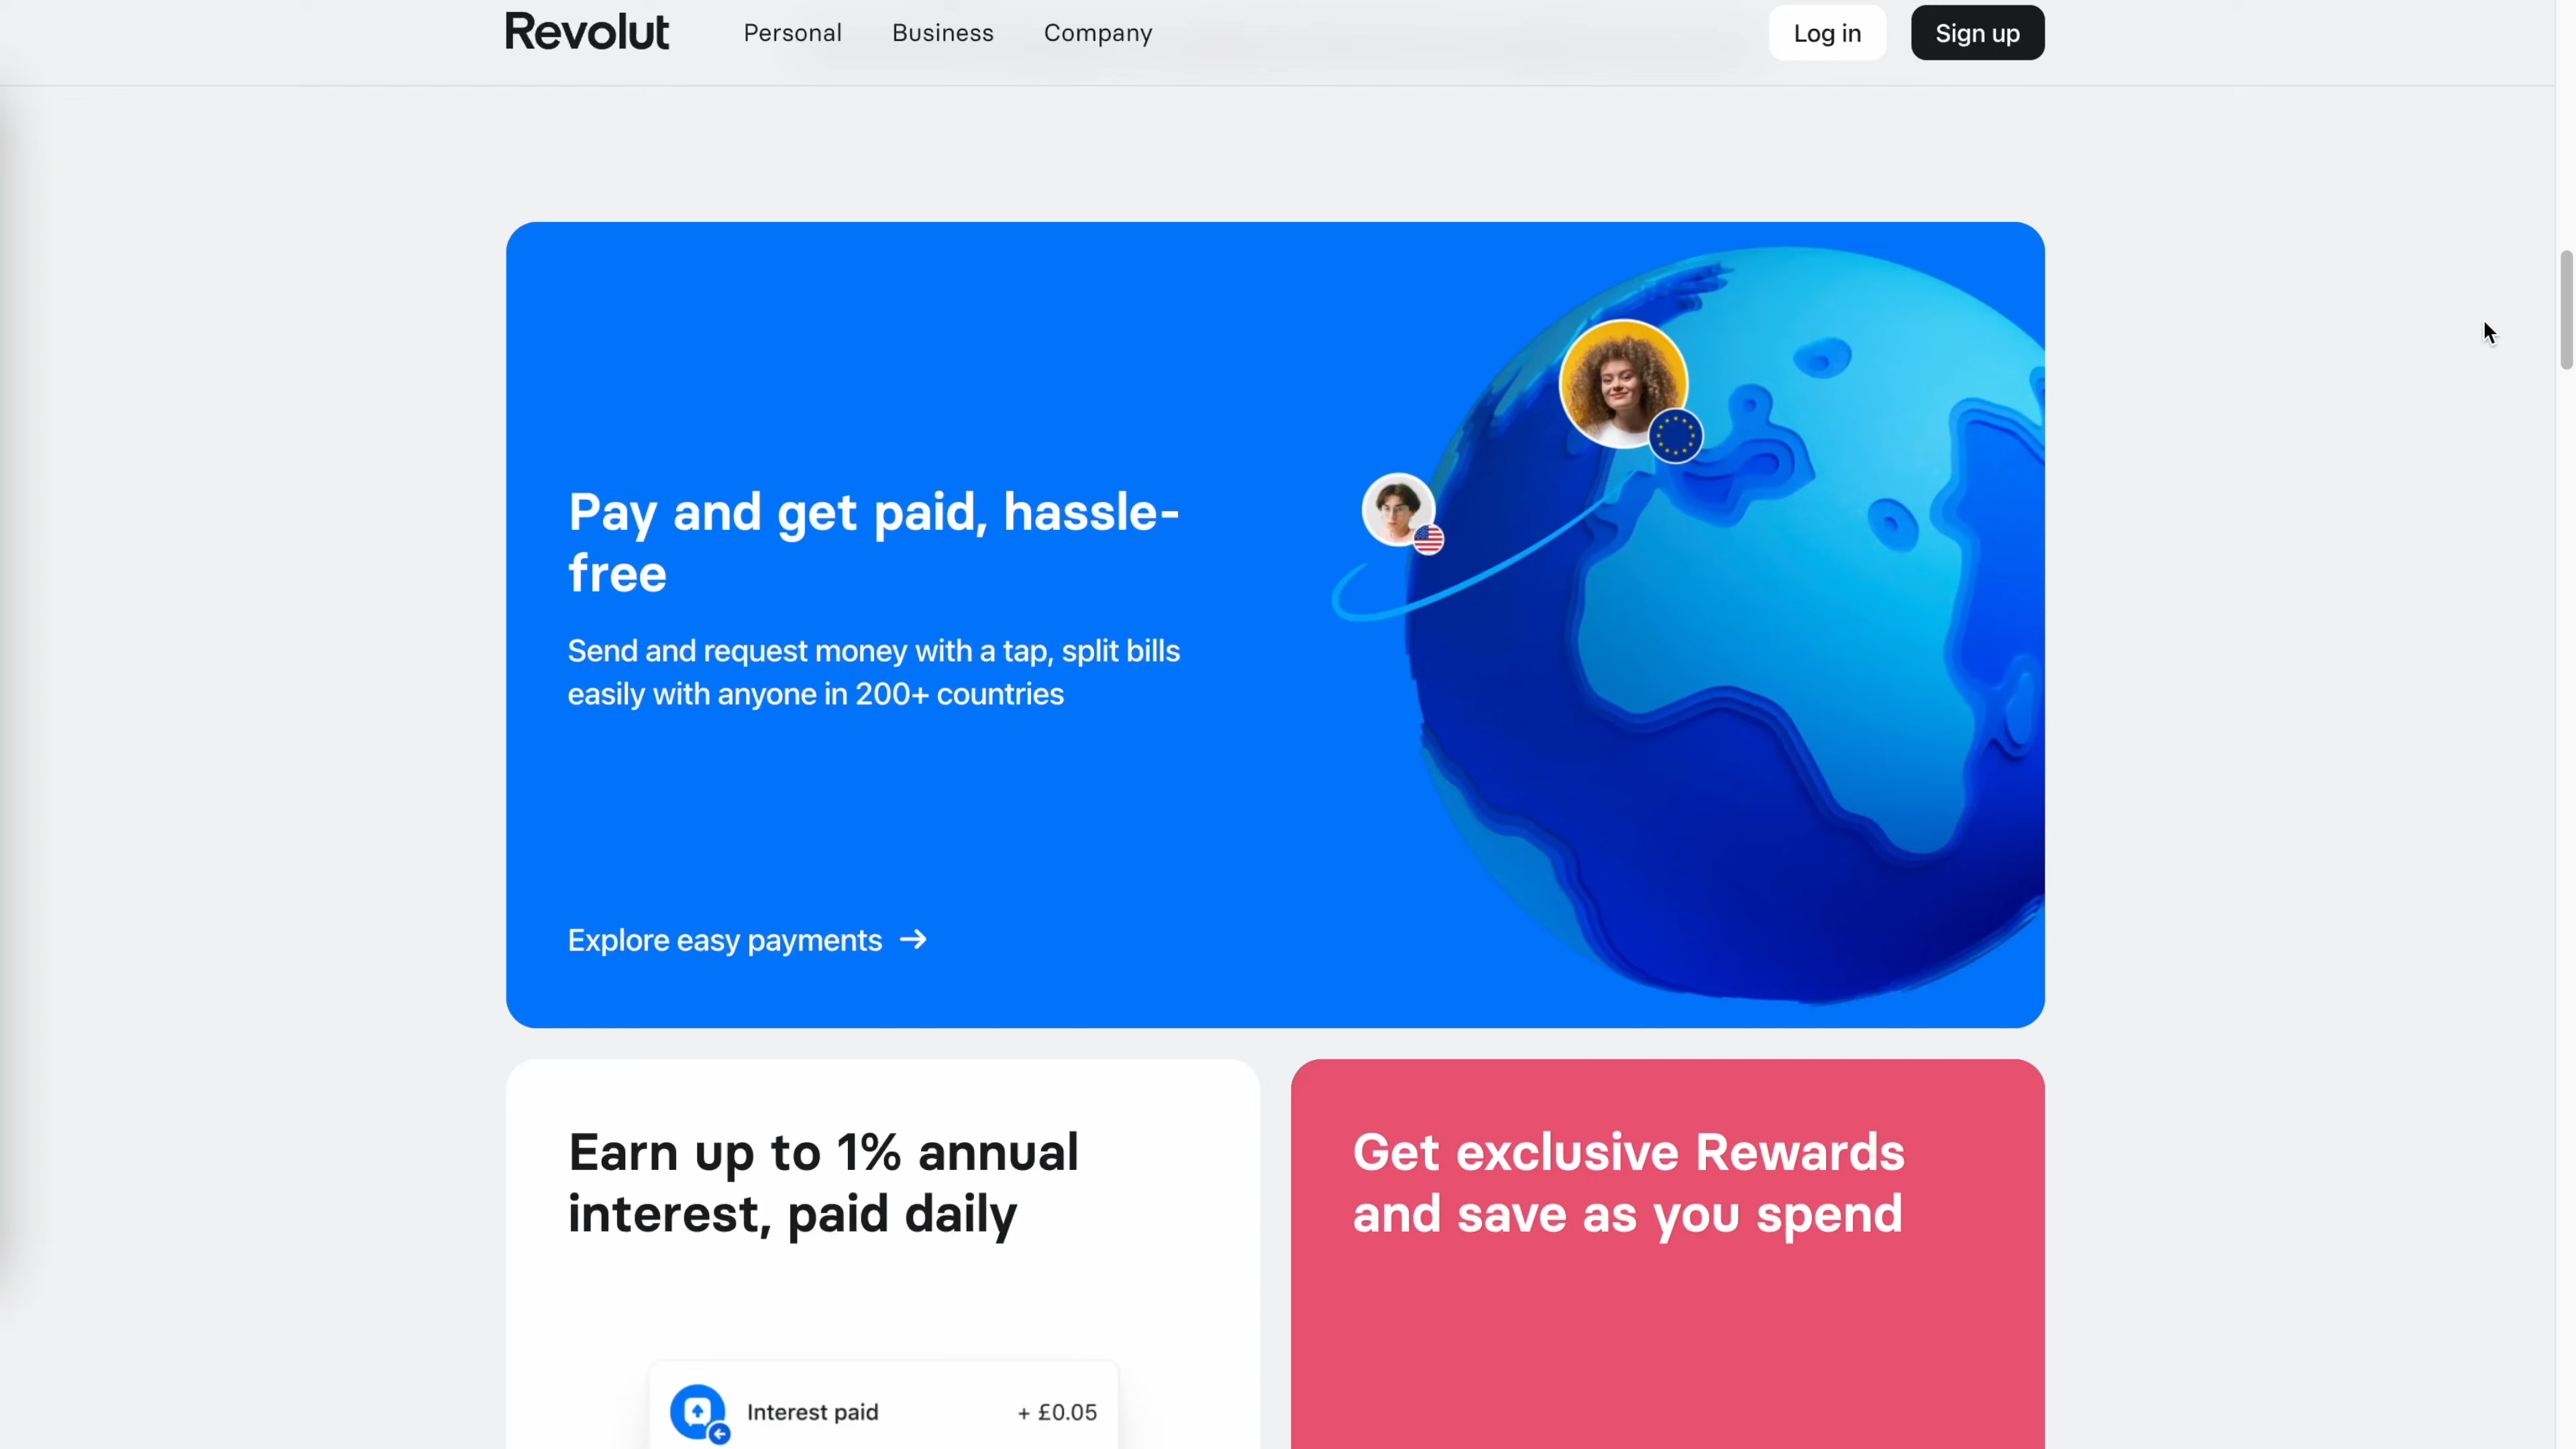 Revolut
Personal
Business
Company
Log in
Sign up
Pay and get paid, hassle-
free
Send and request money with a tap, split bills
easily with anyone in 200+ countries
Explore easy payments →
Earn up to 1% annual
interest, paid daily
Interest paid
+ £0.05
Get exclusive Rewards
and save as you spend